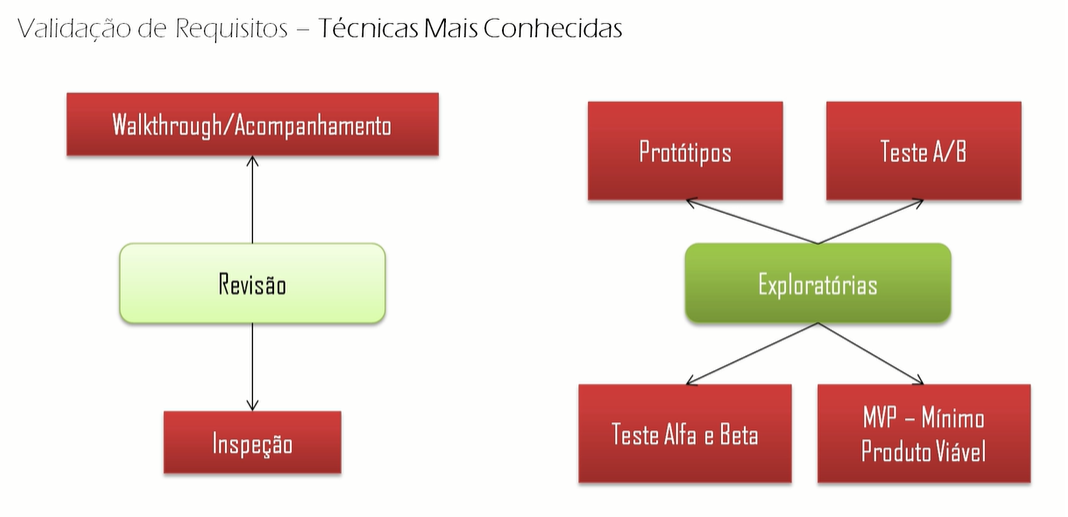 Validação de Requisitos – Técnicas Mais Conhecidas
Walkthrough/Acompanhamento
Revisão
Inspeção
Protótipos
Teste A/B
Exploratórias
Teste Alfa e Beta
MVP – Mínimo
Produto Viável